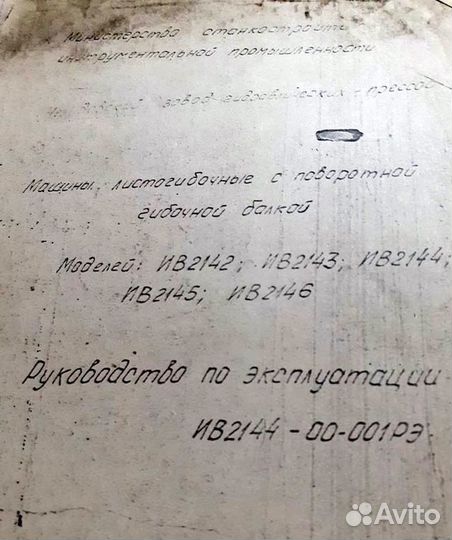 Министерство станкостроит.
инструментальной промышленности
завод гидравлических прессов
Машины листогибочные с поворотной
гибочной балкой
Моделей: ИВ2142; ИВ2143; ИВ2144;
ИВ2145; ИВ2146
Руководство по эксплуатации
ИВ2144-00-001РЭ
Avito